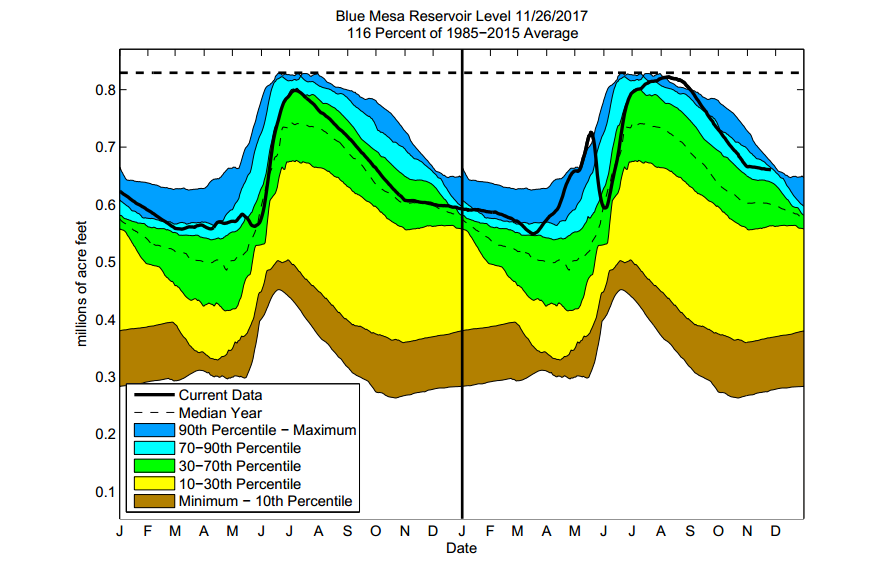 Blue Mesa Reservoir Level 11/26/2017
116 Percent of 1985−2015 Average
0.8
0.7
0.6
0.5
0.4
0.3
0.2
0.1
millions of acre feet
Current Data
Median Year
90th Percentile − Maximum
70−90th Percentile
30−70th Percentile
10−30th Percentile
Minimum − 10th Percentile
J F M A M J J A S O N D J F M A M J J A S O N D
Date